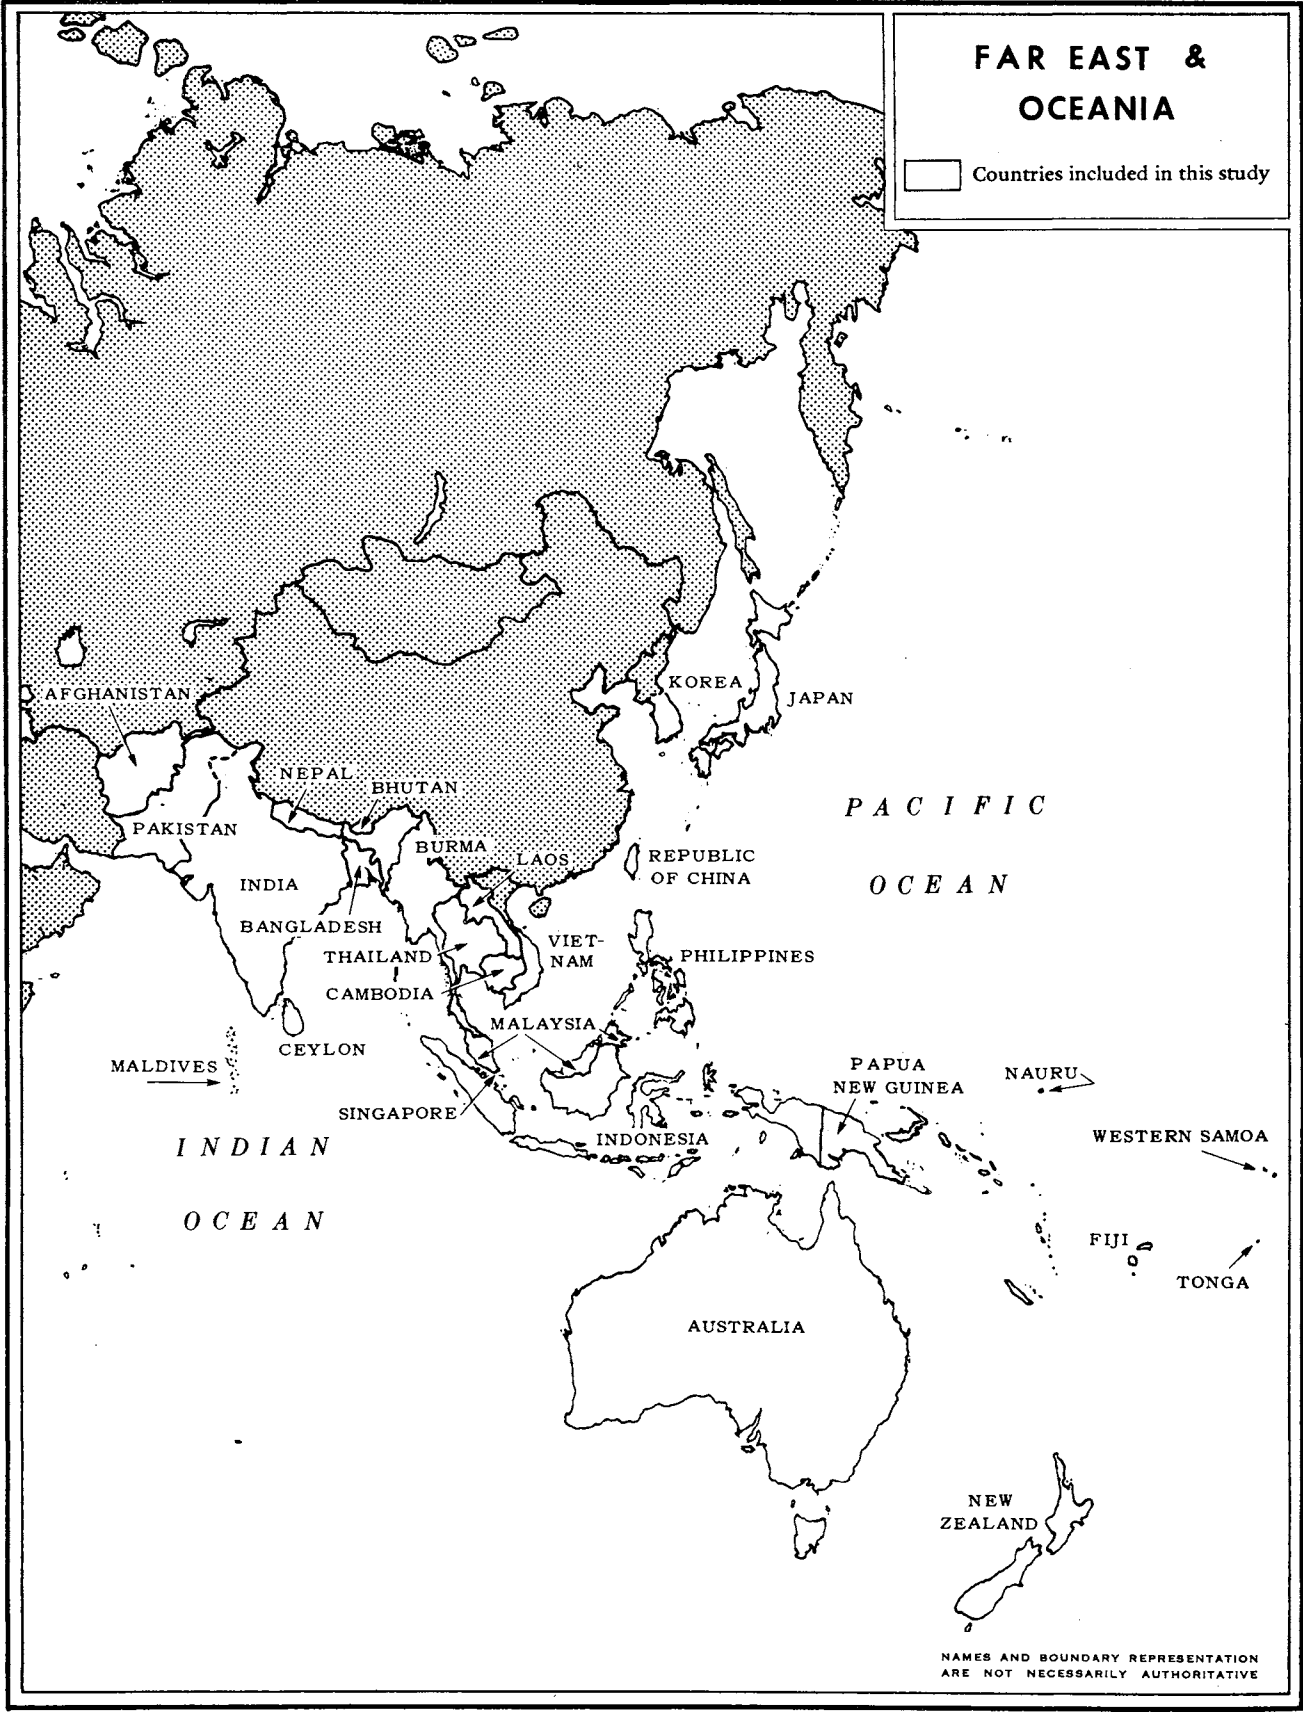 FAR EAST &
OCEANIA
Countries included in this study
AFGHANISTAN
KOREA
JAPAN
NEPAL
BHUTAN
PACIFIC
PAKISTAN
BURMA
LAOS
REPUBLIC
OF CHINA
INDIA
OCEAN
BANGLADESH
VIET-
NAM
THAILAND
PHILIPPINES
CAMBODIA
MALAYSIA
CEYLON
MALDIVES
PAPUA
NEW GUINEA
NAURU
SINGAPORE
INDONESIA
WESTERN SAMOA
INDIAN
OCEAN
FIJI
TONGA
AUSTRALIA
NEW
ZEALAND
NAMES AND BOUNDARY REPRESENTATION
ARE NOT NECESSARILY AUTHORITATIVE